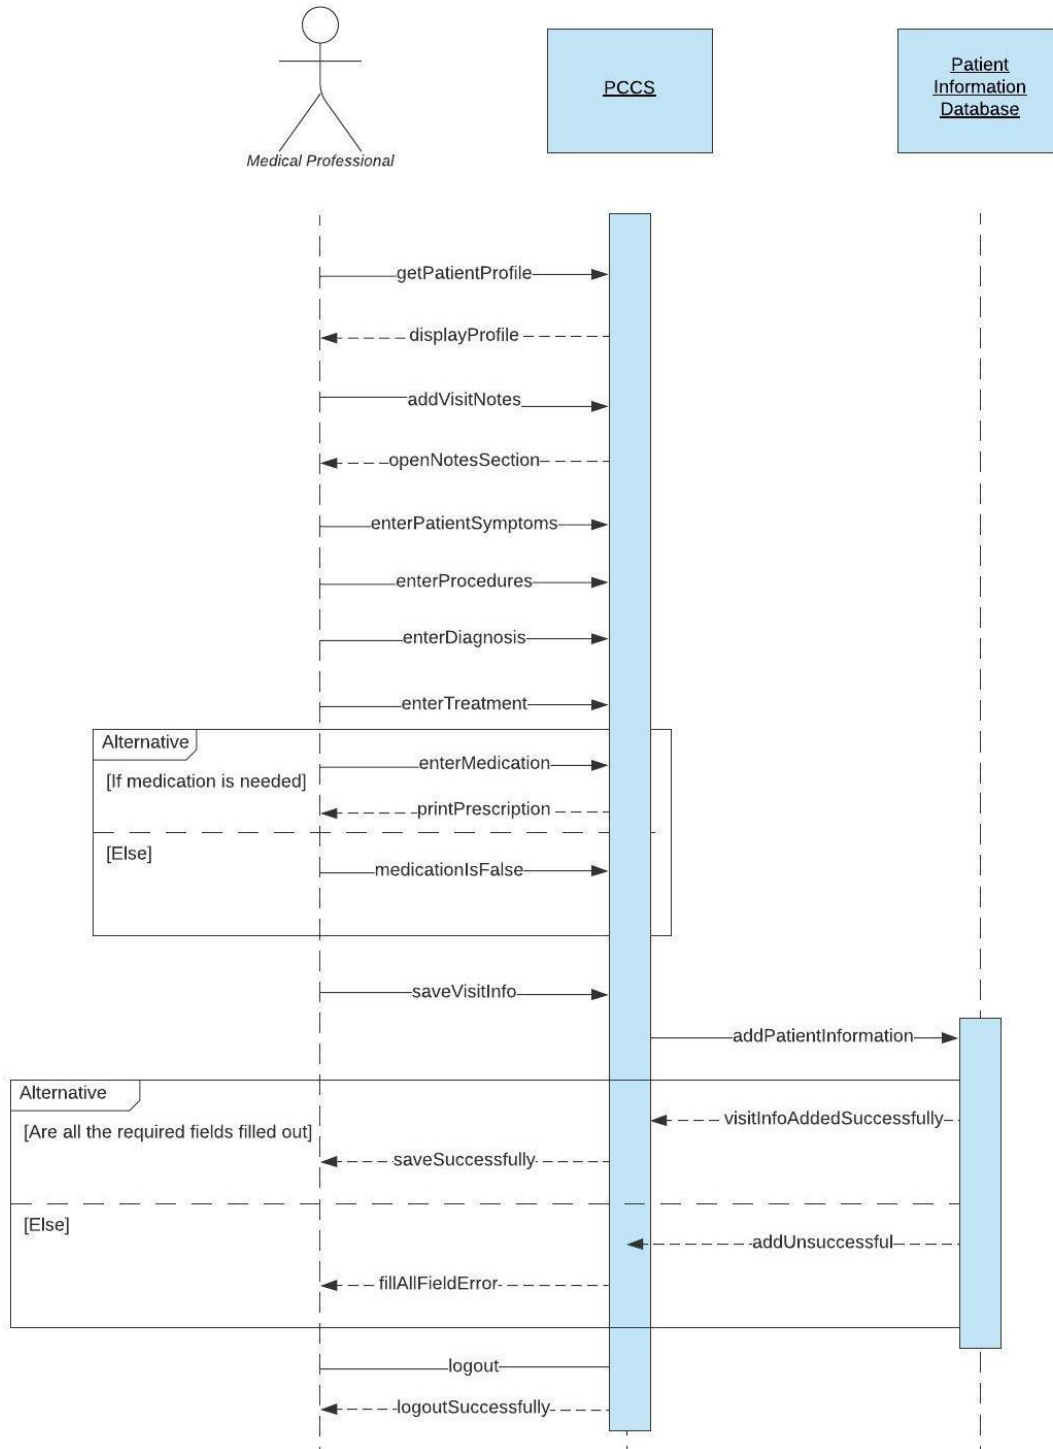 Medical Professional
PCCS
Patient
Information
Database
getPatientProfile
displayProfile
addVisitNotes
openNotesSection
enterPatientSymptoms
enterProcedures
enterDiagnosis
enterTreatment
Alternative
enterMedication
[If medication is needed]
printPrescription
[Else]
medicationIsFalse
saveVisitInfo
addPatientInformation
Alternative
visitInfoAddedSuccessfully
[Are all the required fields filled out]
saveSuccessfully
[Else]
addUnsuccessful
fillAllFieldError
logout
logoutSuccessfully